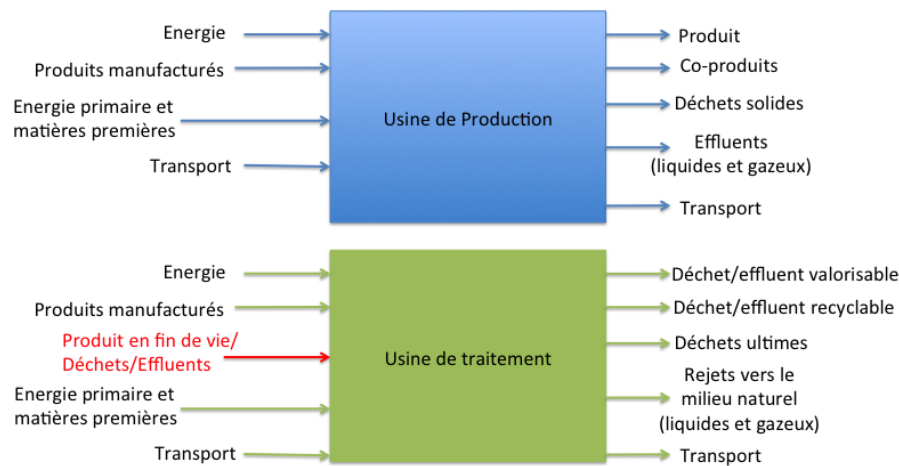 Energie
Produits manufacturés
Energie primaire et
matières premières
Transport
Usine de Production
Produit
Co-produits
Déchets solides
Effluents
(liquides et gazeux)
Transport
Energie
Produits manufacturés
Produit en fin de vie/
Déchets/Effluents
Energie primaire et
matières premières
Transport
Usine de traitement
Déchet/effluent valorisable
Déchet/effluent recyclable
Déchets ultimes
Rejets vers le
milieu naturel
(liquides et gazeux)
Transport